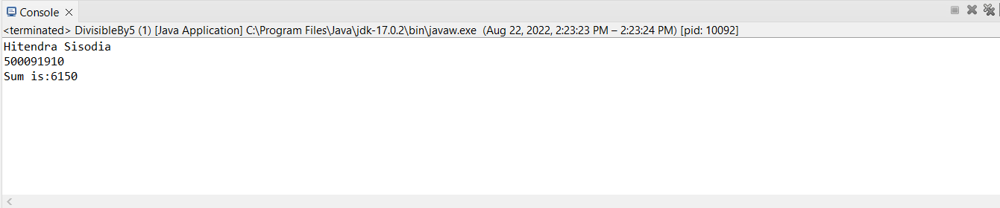 Console
<terminated> DivisibleBy5 (1) [Java Application] C:\Program Files\Java\jdk-17.0.2\bin\javaw.exe (Aug 22, 2022, 2:23:23 PM – 2:23:24 PM) [pid: 10092]
Hitendra Sisodia
500091910
Sum is:6150